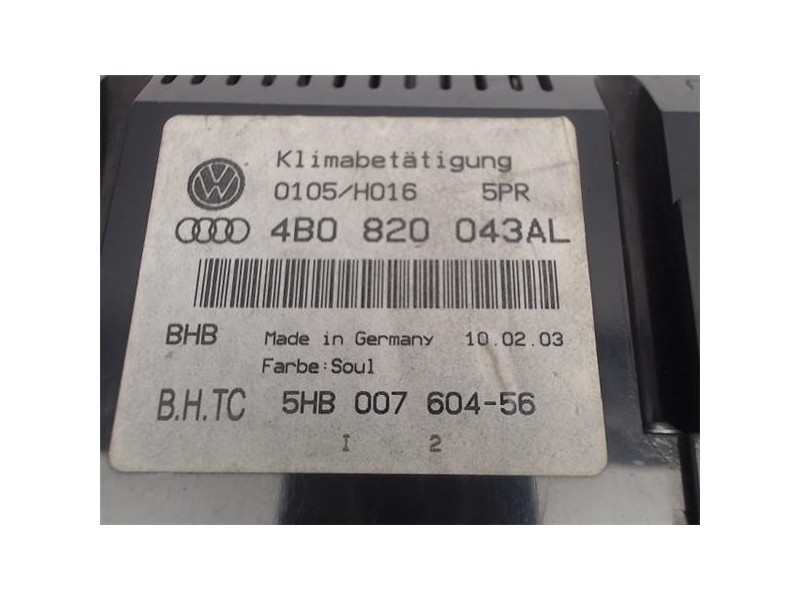 Klimabetätigung
0105/H016 5PR
4B0 820 043AL
BHB Made in Germany 10.02.03
Farbe:Soul
B.H.TC 5HB 007 604-56
I 2